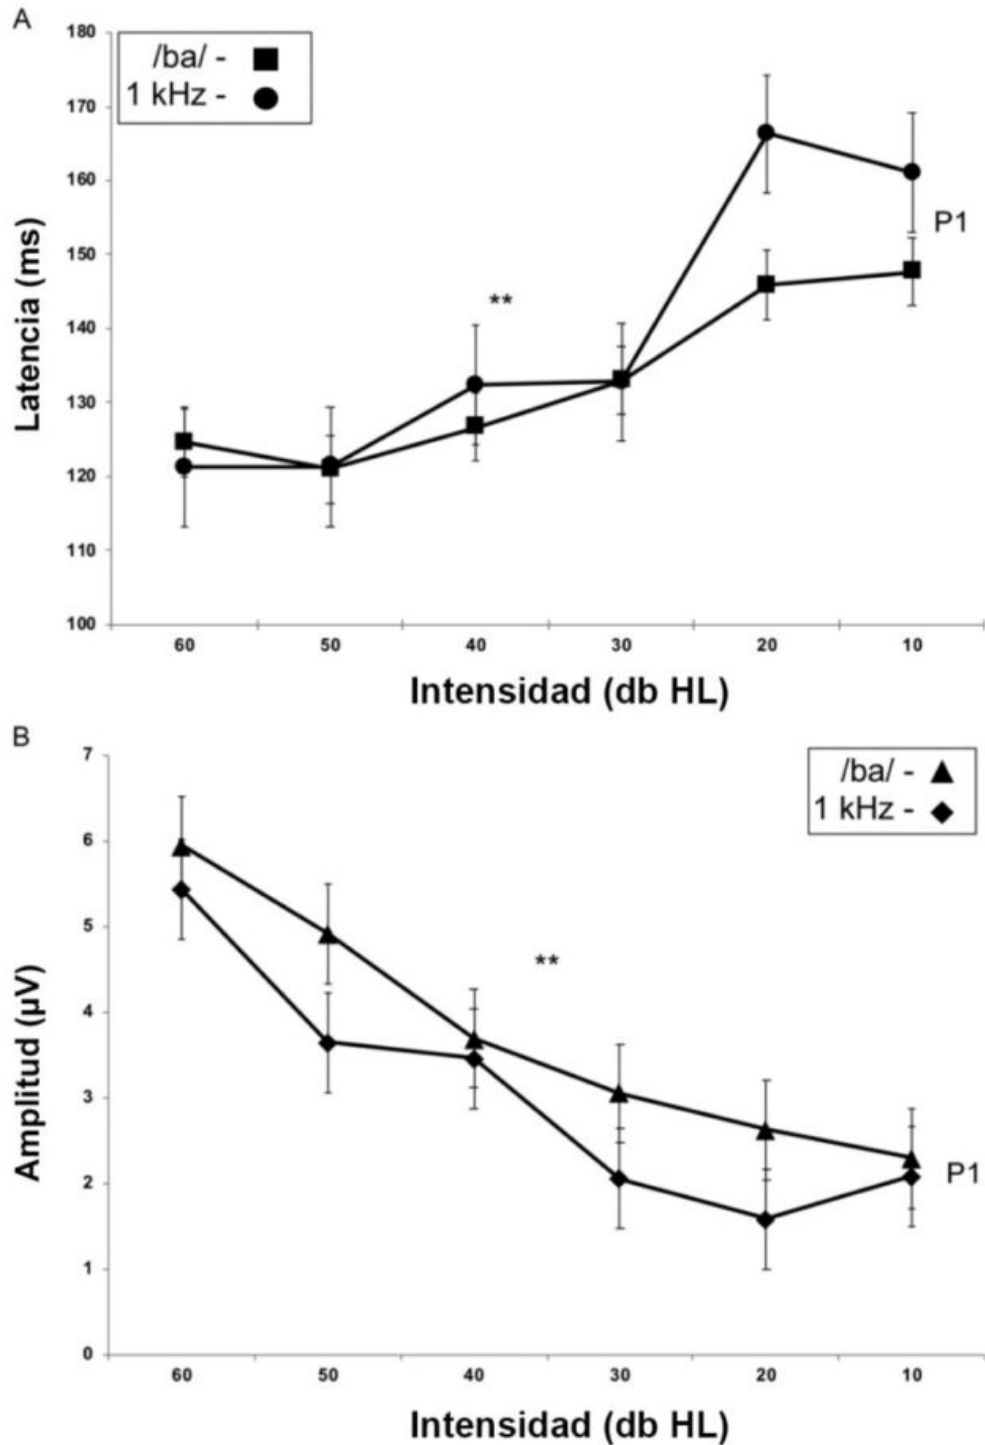 A
180
170
160
150
140
130
120
110
100
Latencia (ms)
/ba/ -
1 kHz -
**
P1
60 50 40 30 20 10
Intensidad (db HL)
B
7
6
5
4
3
2
1
0
Amplitud (µV)
/ba/ -
1 kHz -
**
P1
60 50 40 30 20 10
Intensidad (db HL)